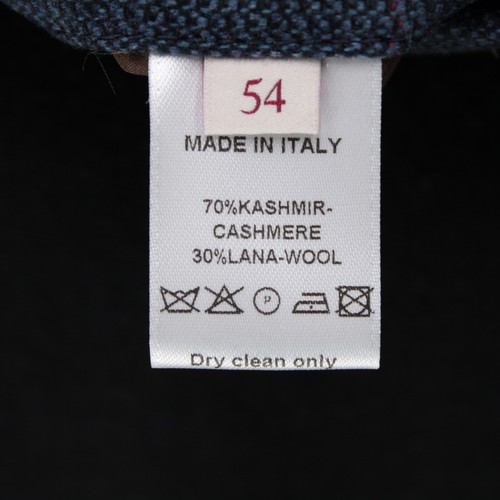 54
MADE IN ITALY
70%KASHMIR-
CASHMERE
30%LANA-WOOL
P
Dry clean only